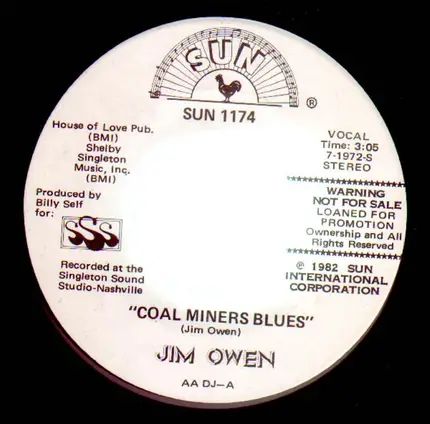 SUN
SUN 1174
®
House of Love Pub.
(BMI)
Shelby
Singleton
Music, Inc.
(BMI)
Produced by
Billy Self
for:
SSS
Recorded at the
Singleton Sound
Studio-Nashville
VOCAL
Time: 3:05
7-1972-S
STEREO
********************
WARNING
NOT FOR SALE
LOANED FOR
PROMOTION
Ownership and All
Rights Reserved
********************
℗ 1982 SUN
INTERNATIONAL
CORPORATION
"COAL MINERS BLUES"
(Jim Owen)
JIM OWEN
AA DJ—A